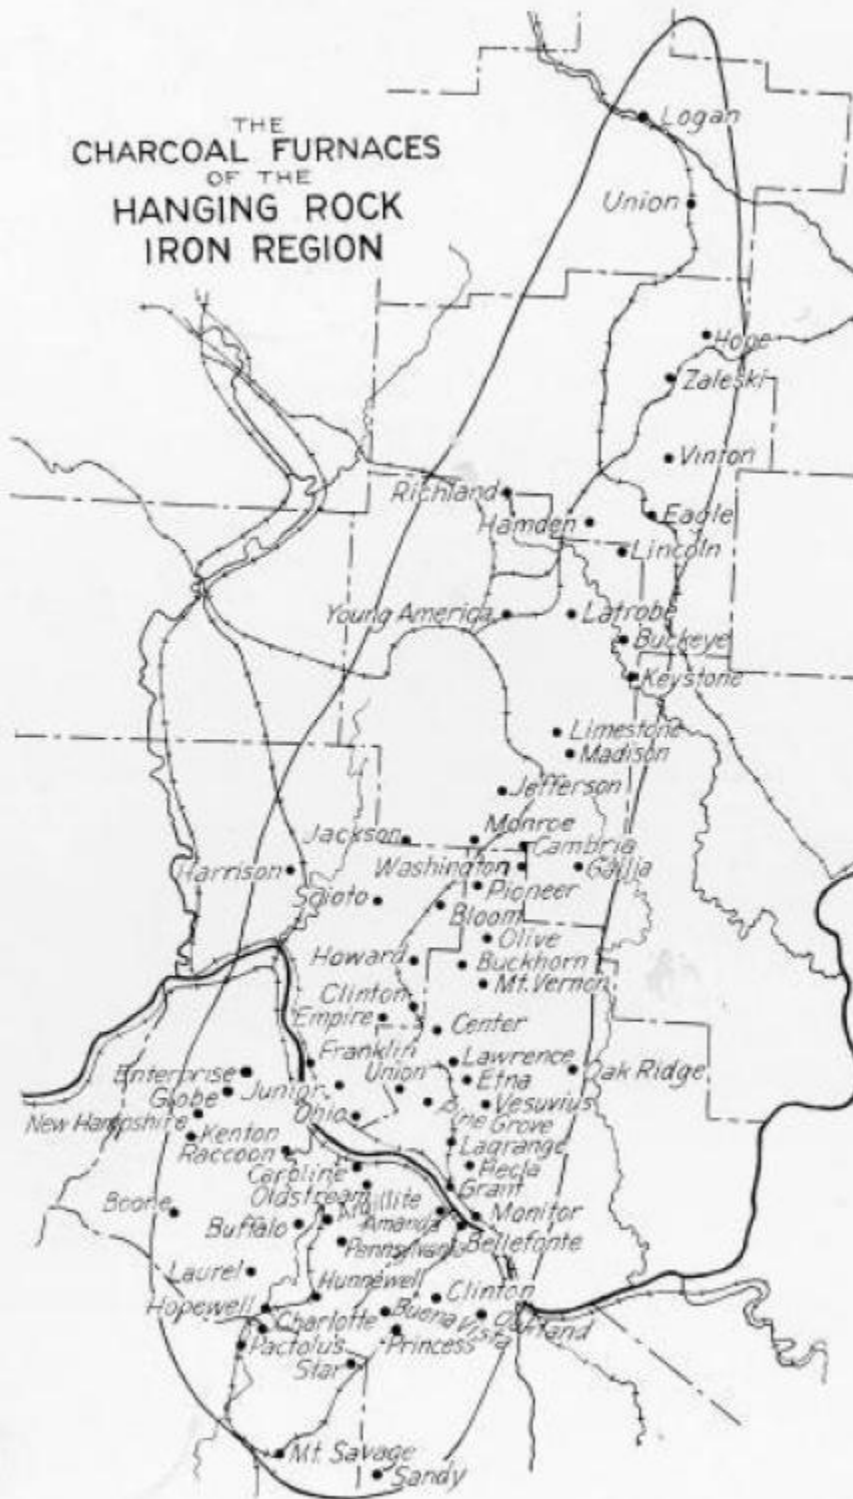 THE
CHARCOAL FURNACES
OF THE
HANGING ROCK
IRON REGION
Logan
Union
Hope
Zaleski
Vinton
Richland
Eagle
Hamden
Lincoln
Young America
Latrobe
Buckeye
Keystone
Limestone
Madison
Jefferson
Jackson
Monroe
Cambria
Washington
Gallia
Harrison
Pioneer
Scioto
Bloom
Olive
Howard
Buckhorn
Mt. Vernon
Clinton
Empire
Center
Franklin
Lawrence
Oak Ridge
Enterprise
Junior
Union
Etna
Globe
Vesuvius
New Hampshire
Ohio
Pine Grove
Kenton
Lagrange
Raccoon
Caroline
Hecla
Oldstream
Grant
Boone
Argillite
Amanda
Monitor
Buffalo
Pennsylvania
Bellefonte
Laurel
Hunnewell
Clinton
Hopewell
Charlotte
Buena Vista
Pactolus
Princess
Star
Mt. Savage
Sandy